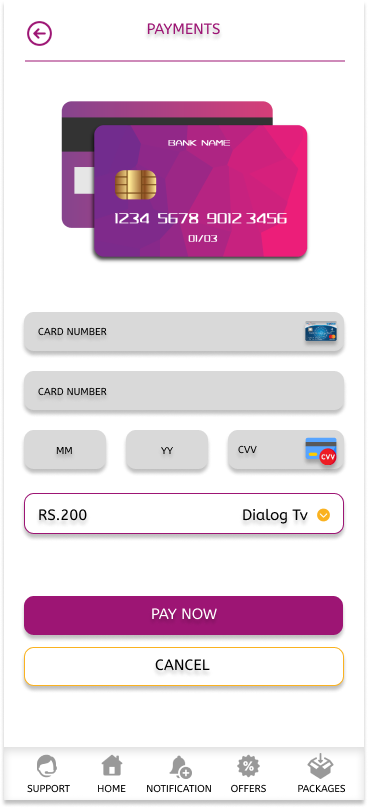 PAYMENTS
BANK NAME
1234 5678 9012 3456
01/03
CARD NUMBER
CARD NUMBER
MM YY CVV CVV
RS.200 Dialog Tv
PAY NOW
CANCEL
SUPPORT HOME NOTIFICATION OFFERS PACKAGES